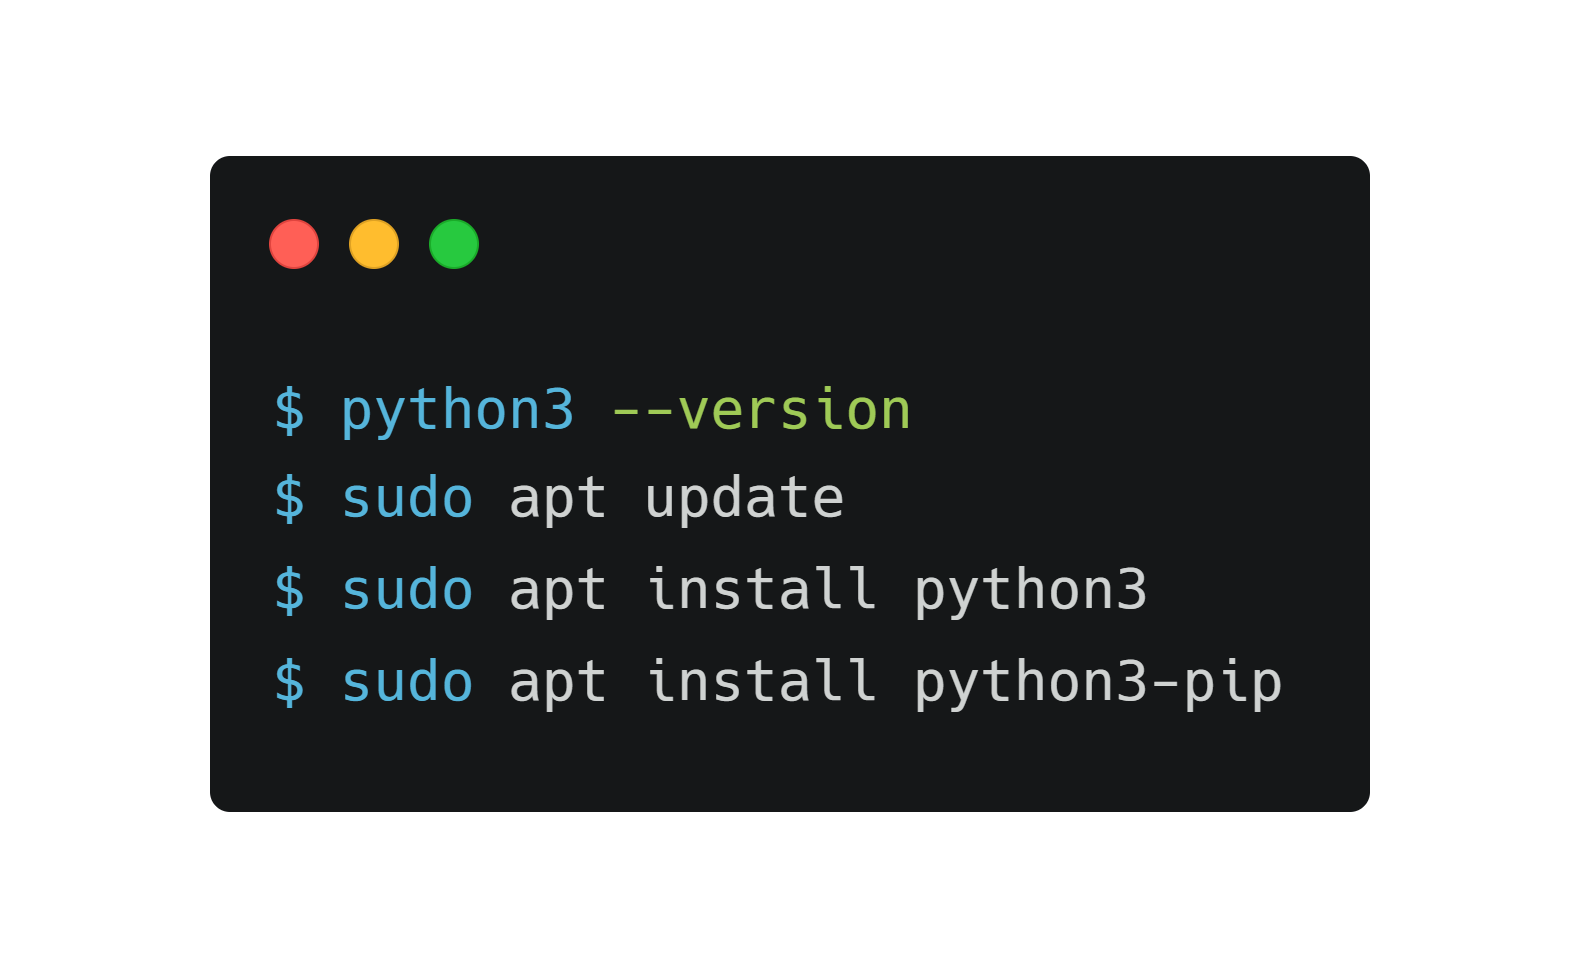 $ python3 --version
$ sudo apt update
$ sudo apt install python3
$ sudo apt install python3-pip